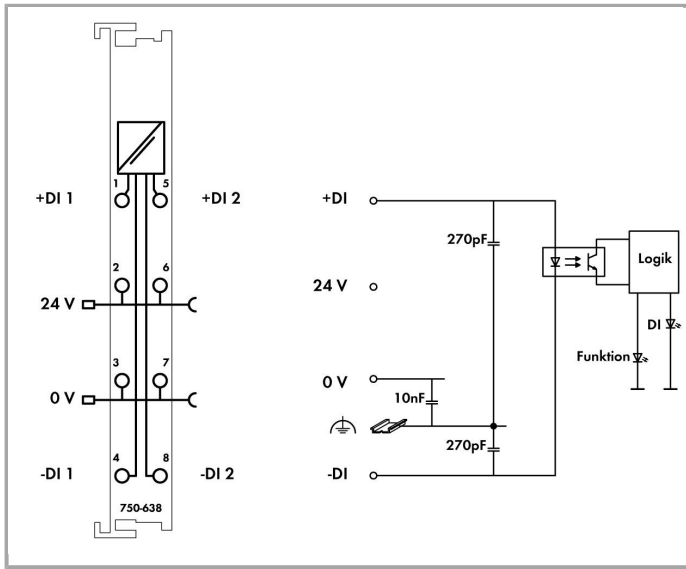 1
5
+DI 1
+DI 2
2
6
24 V
3
7
0 V
4
8
-DI 1
-DI 2
750-638
+DI
270pF
Logik
24 V
DI
Funktion
0 V
10nF
270pF
-DI